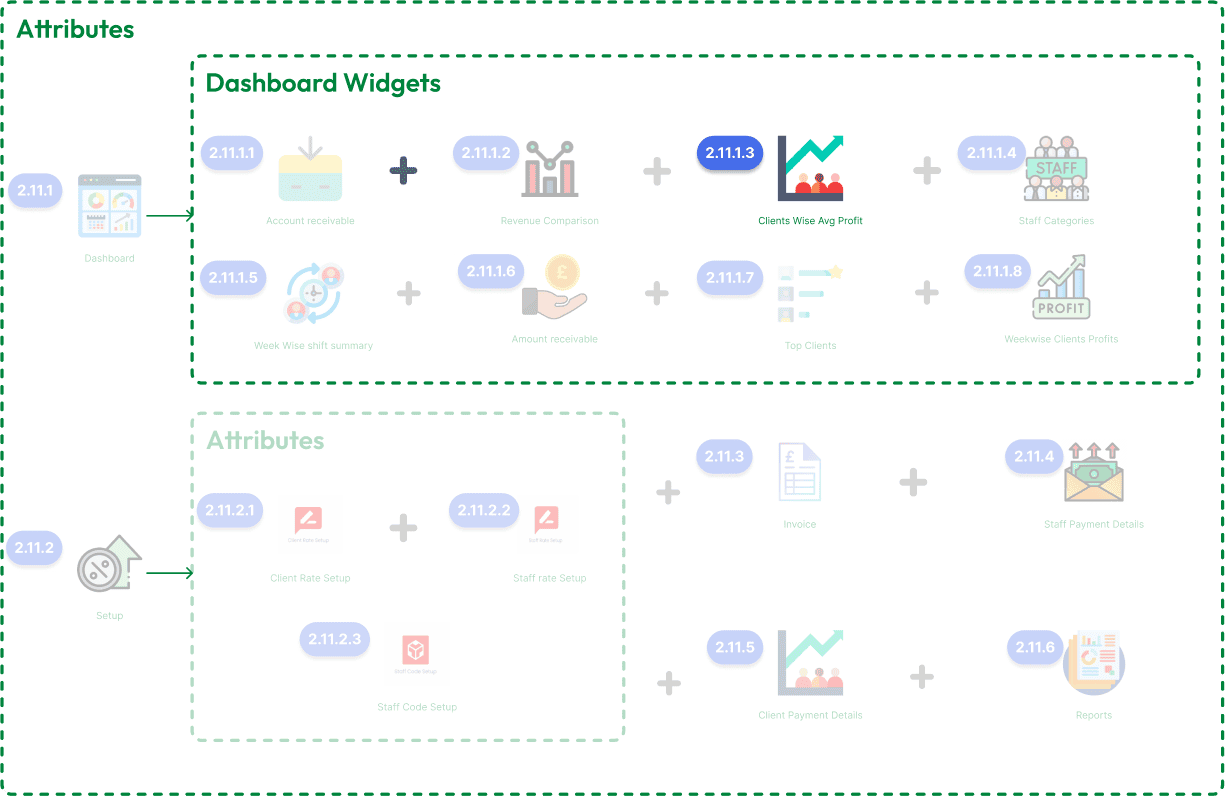 Attributes
Dashboard Widgets
2.11.1.1
2.11.1.2
2.11.1.3
2.11.1.4
STAFF
2.11.1
Account receivable
Revenue Comparison
Clients Wise Avg Profit
Staff Categories
Dashboard
2.11.1.5
2.11.1.6
£
2.11.1.7
2.11.1.8
PROFIT
Week Wise shift summary
Amount receivable
Top Clients
Weekwise Clients Profits
Attributes
2.11.3
£
2.11.4
2.11.2.1
2.11.2.2
Client Rate Setup
Staff Rate Setup
Invoice
Staff Payment Details
2.11.2
Client Rate Setup
Staff rate Setup
Setup
2.11.2.3
Staff Code Setup
2.11.5
2.11.6
Staff Code Setup
Client Payment Details
Reports